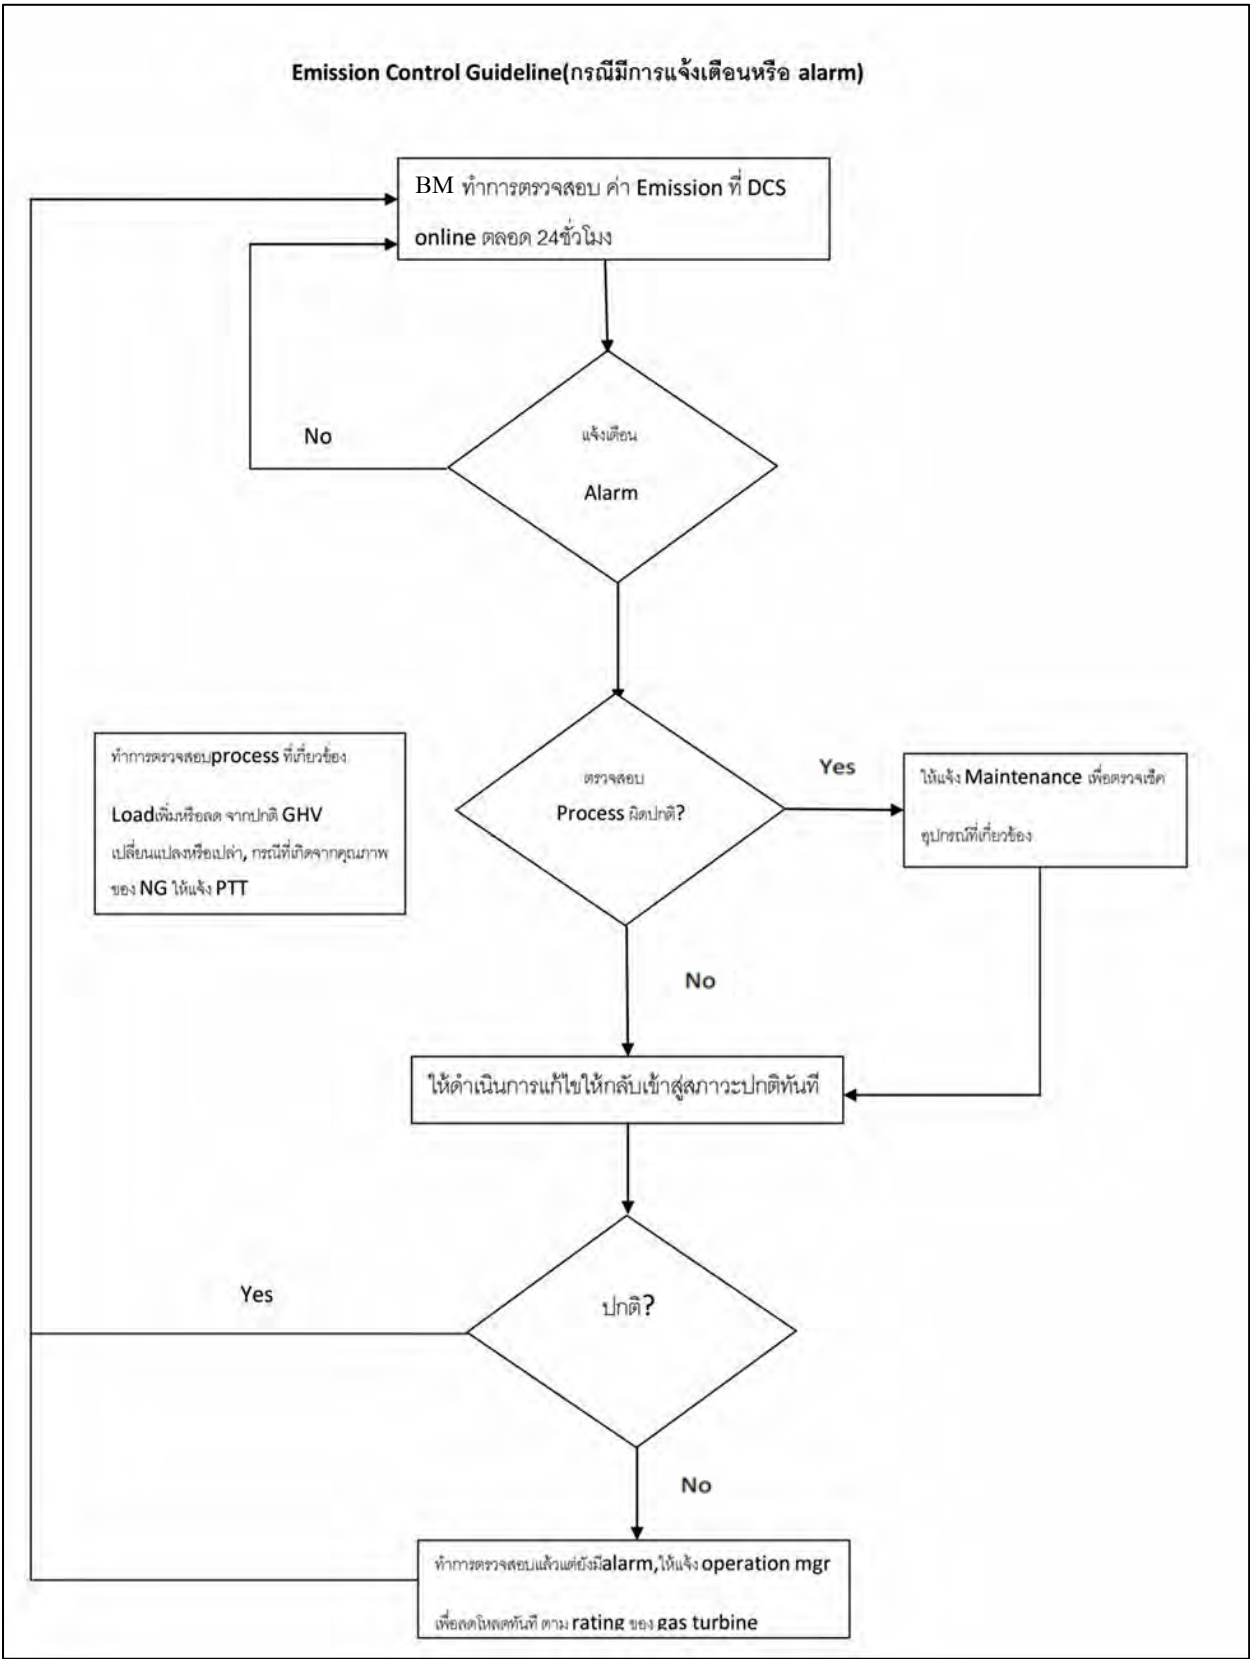 Emission Control Guideline(กรณีมีการแจ้งเตือนหรือ alarm)
BM ทำการตรวจสอบ ค่า Emission ที่ DCS
online ตลอด 24ชั่วโมง
No
แจ้งเตือน
Alarm
ทำการตรวจสอบprocess ที่เกี่ยวข้อง
Loadเพิ่มหรือลด จากปกติ GHV
เปลี่ยนแปลงหรือเปล่า, กรณีที่เกิดจากคุณภาพ
ของ NG ให้แจ้ง PTT
ตรวจสอบ
Process ผิดปกติ?
Yes
ให้แจ้ง Maintenance เพื่อตรวจเช็ค
อุปกรณ์ที่เกี่ยวข้อง
No
ให้ดำเนินการแก้ไขให้กลับเข้าสู่สภาวะปกติทันที
Yes
ปกติ?
No
ทำการตรวจสอบแล้วแต่ยังมีalarm,ให้แจ้ง operation mgr
เพื่อลดโหลดทันที ตาม rating ของ gas turbine